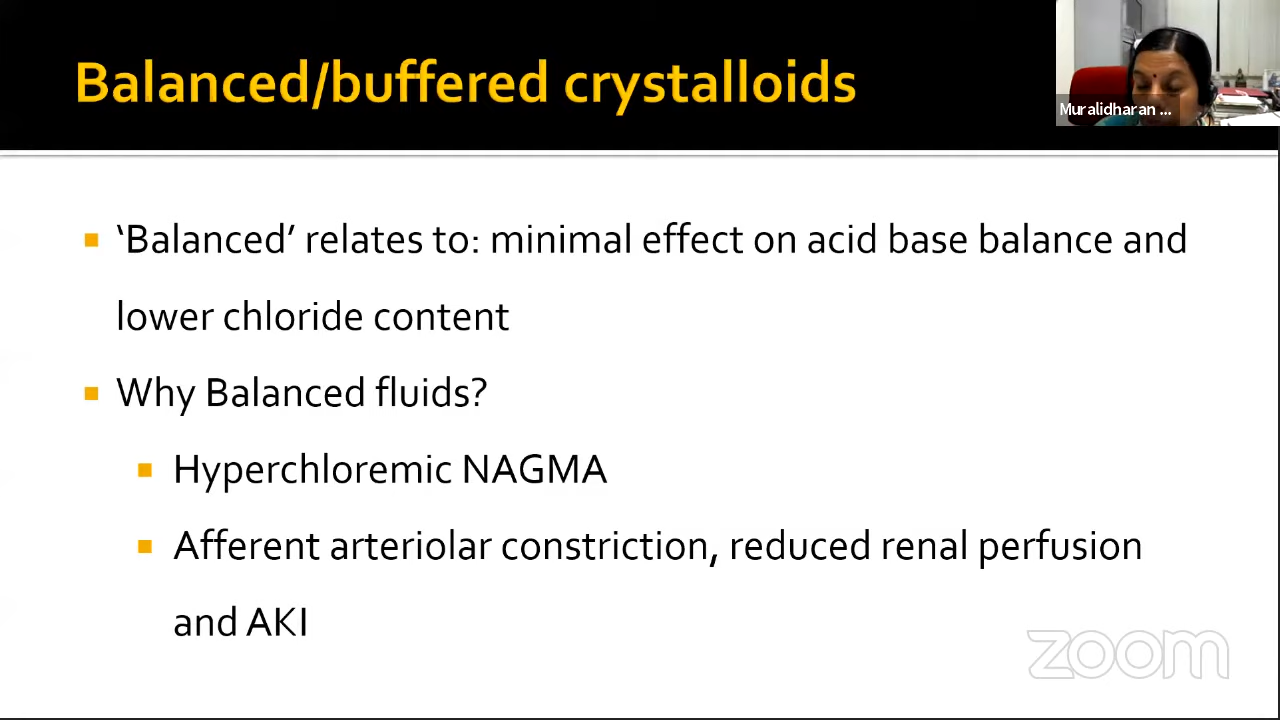 Balanced/buffered crystalloids
Muralidharan ...
‘Balanced’ relates to: minimal effect on acid base balance and
lower chloride content
Why Balanced fluids?
Hyperchloremic NAGMA
Afferent arteriolar constriction, reduced renal perfusion
and AKI
zoom